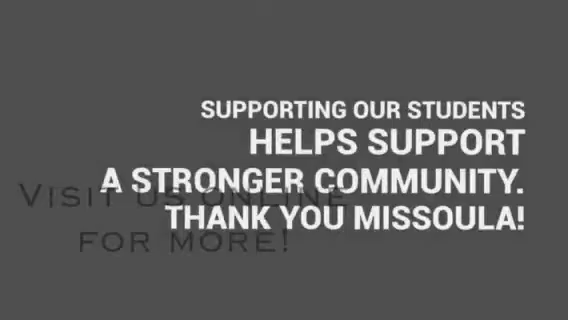 SUPPORTING OUR STUDENTS
HELPS SUPPORT
A STRONGER COMMUNITY.
THANK YOU MISSOULA!
VISIT US ONLINE
FOR MORE!